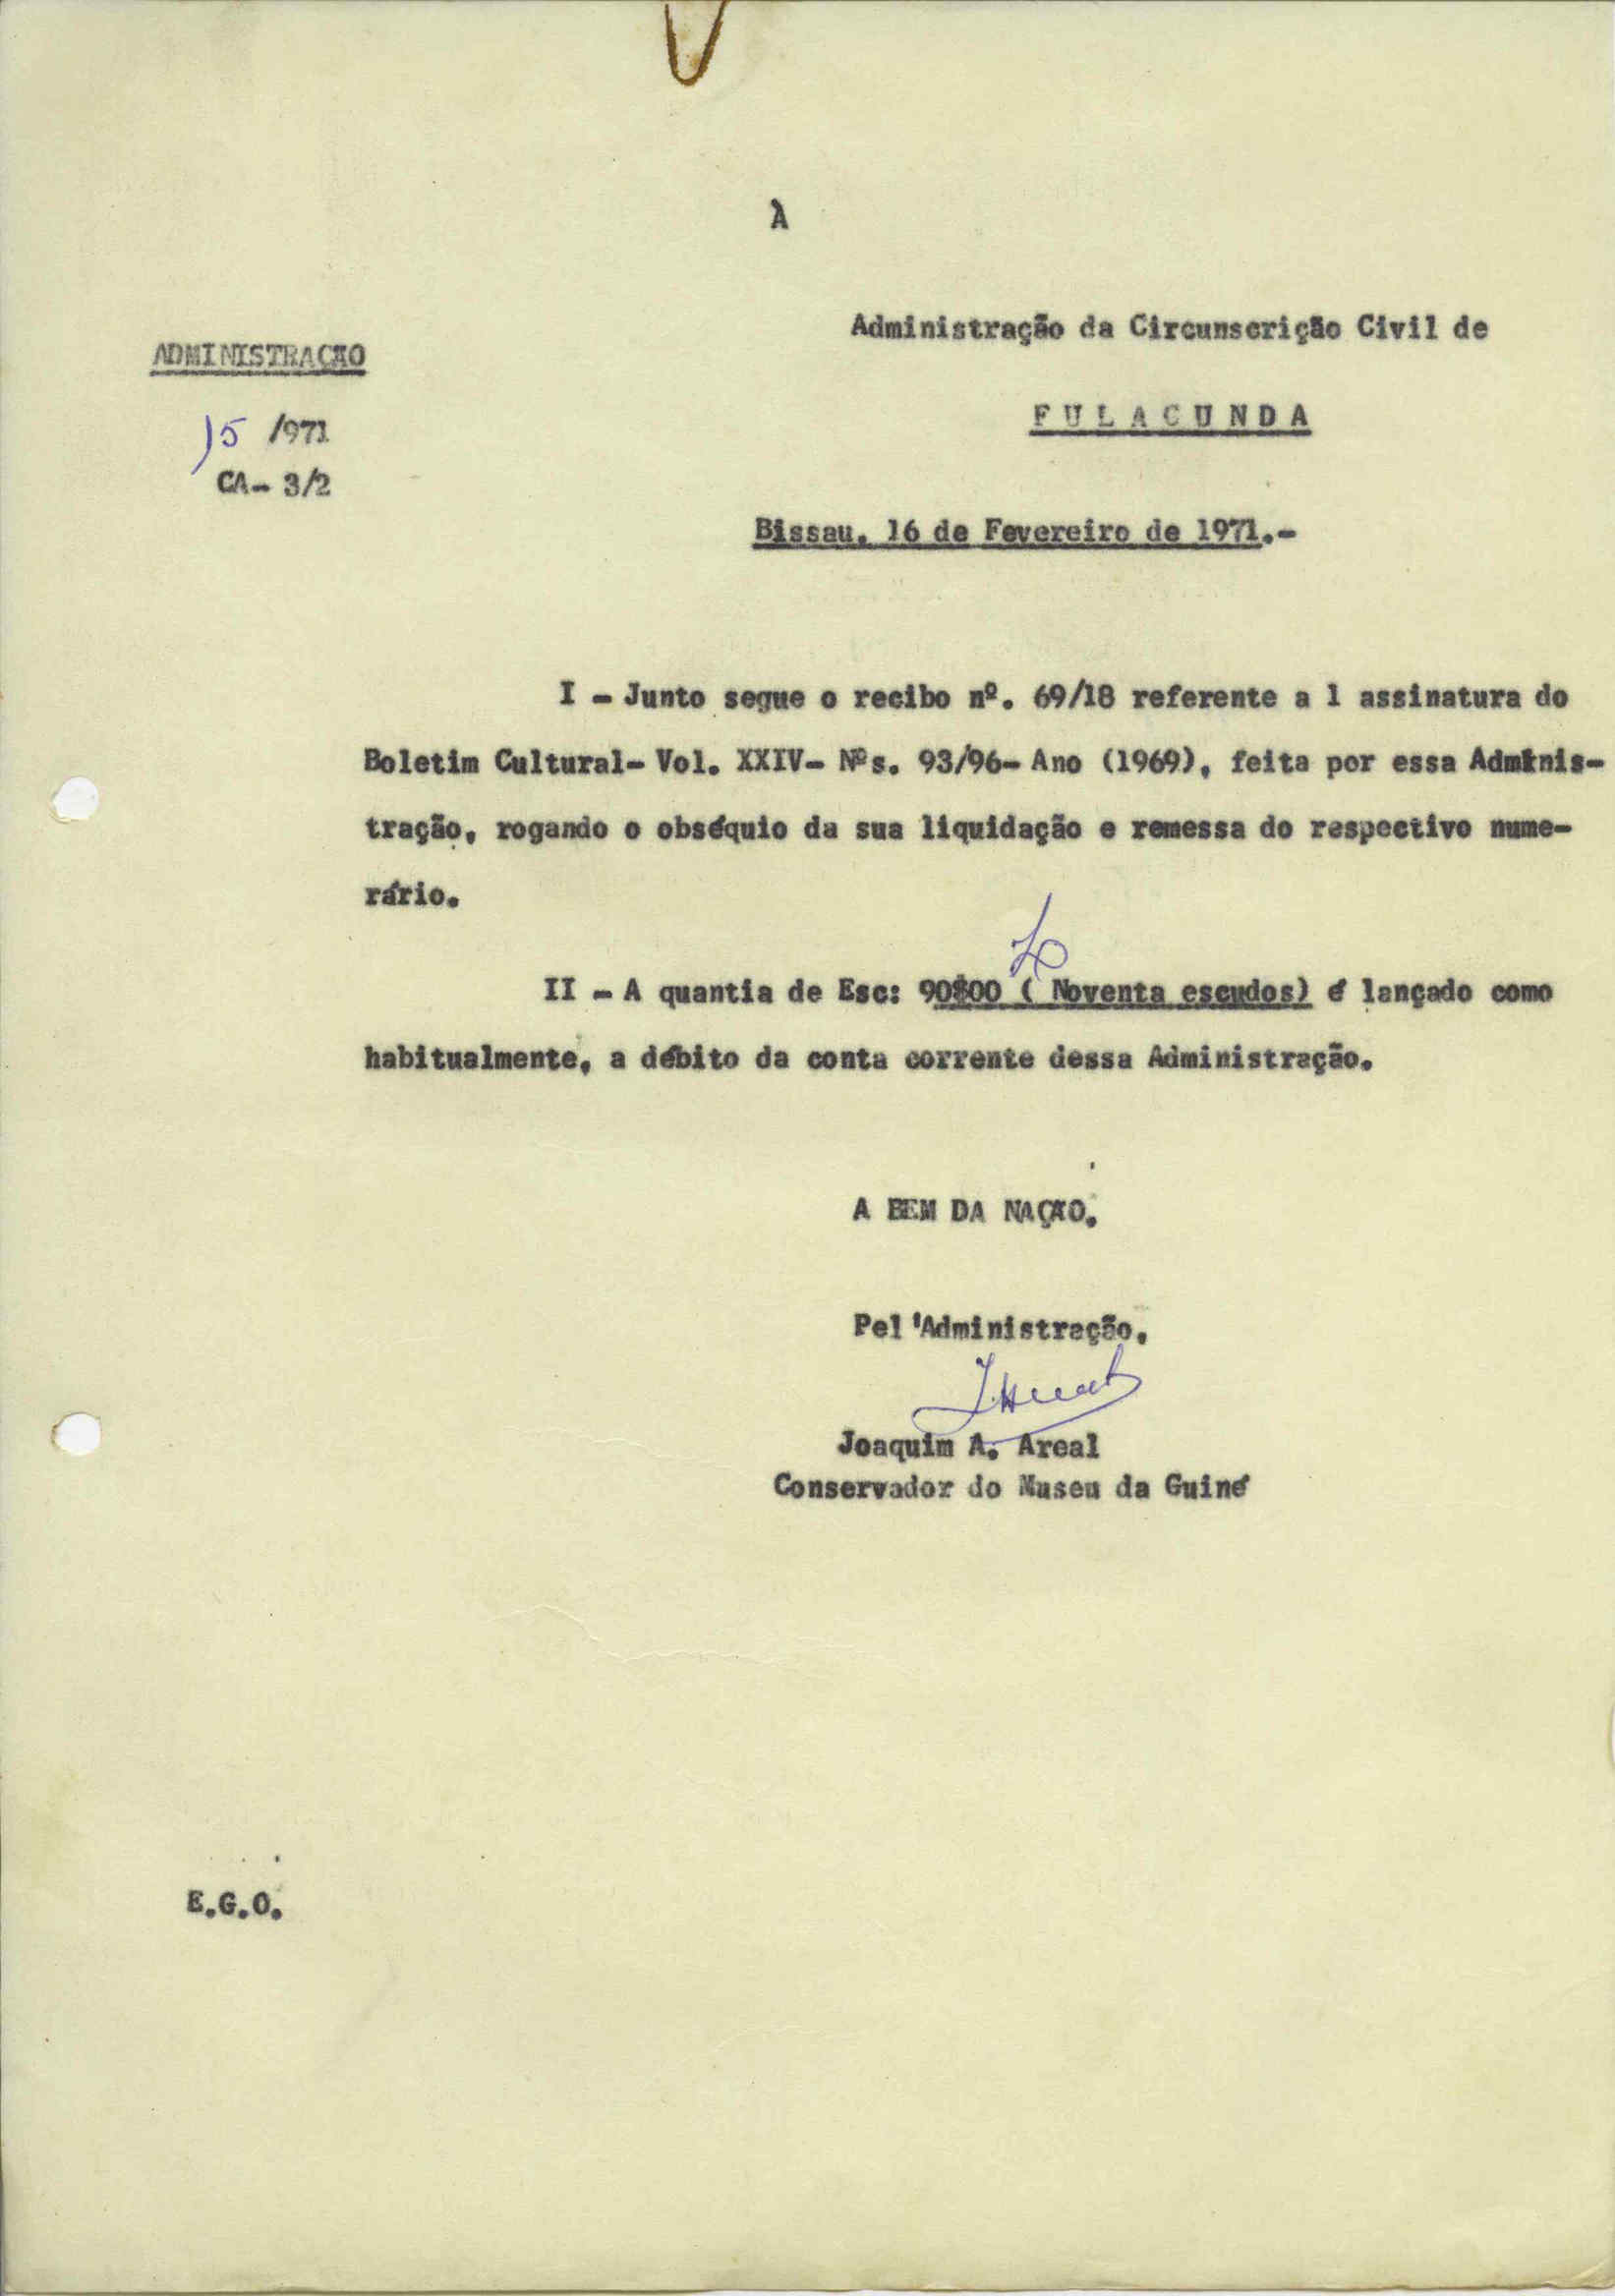 À
Administração da Circunscrição Civil de
ADMINISTRAÇÃO
FULACUNDA
15 /971
CA- 3/2
Bissau, 16 de Fevereiro de 1971.-
I - Junto segue o recibo nº. 69/18 referente a 1 assinatura do
Boletim Cultural- Vol. XXIV- Nºs. 93/96- Ano (1969), feita por essa Adminis-
tração, rogando o obséquio da sua liquidação e remessa do respectivo nume-
rário.
II - A quantia de Esc: 90$00 ( Noventa escudos) é lançado como
habitualmente, a débito da conta corrente dessa Administração.
A BEM DA NAÇÃO.
Pel'Administração,
Joaquim A. Areal
Conservador do Museu da Guiné
E.G.O.